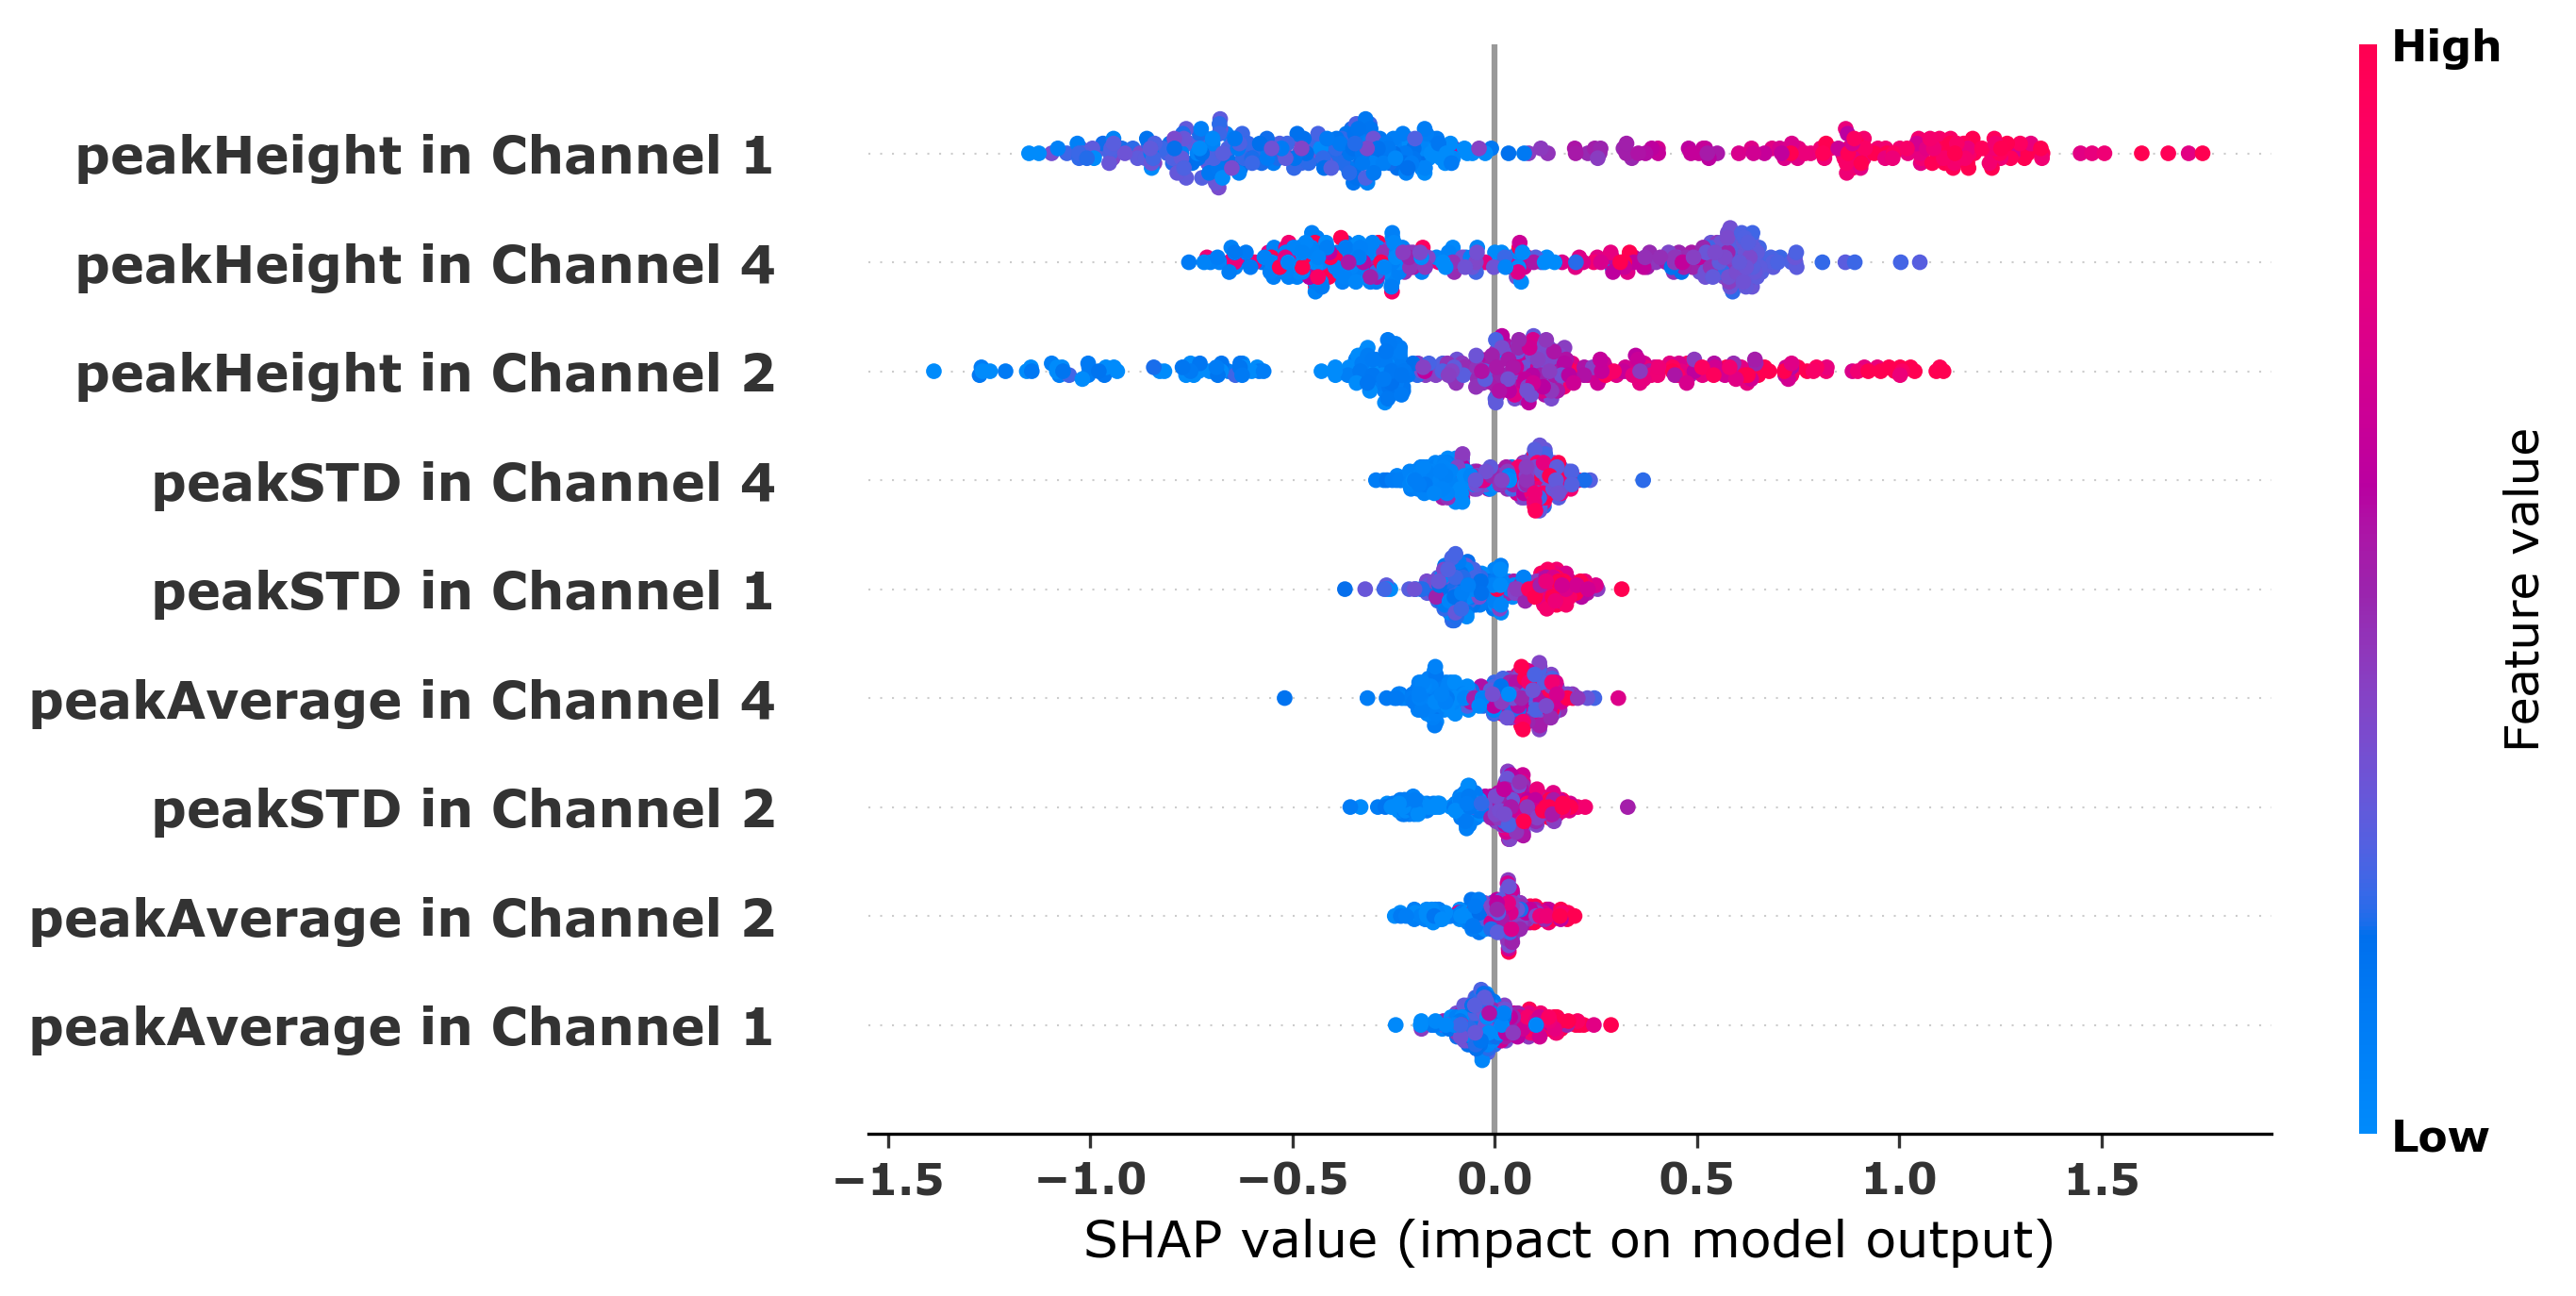 High
peakHeight in Channel 1
peakHeight in Channel 4
peakHeight in Channel 2
peakSTD in Channel 4
peakSTD in Channel 1
peakAverage in Channel 4
peakSTD in Channel 2
peakAverage in Channel 2
peakAverage in Channel 1
Feature value
Low
−1.5 −1.0 −0.5 0.0 0.5 1.0 1.5
SHAP value (impact on model output)